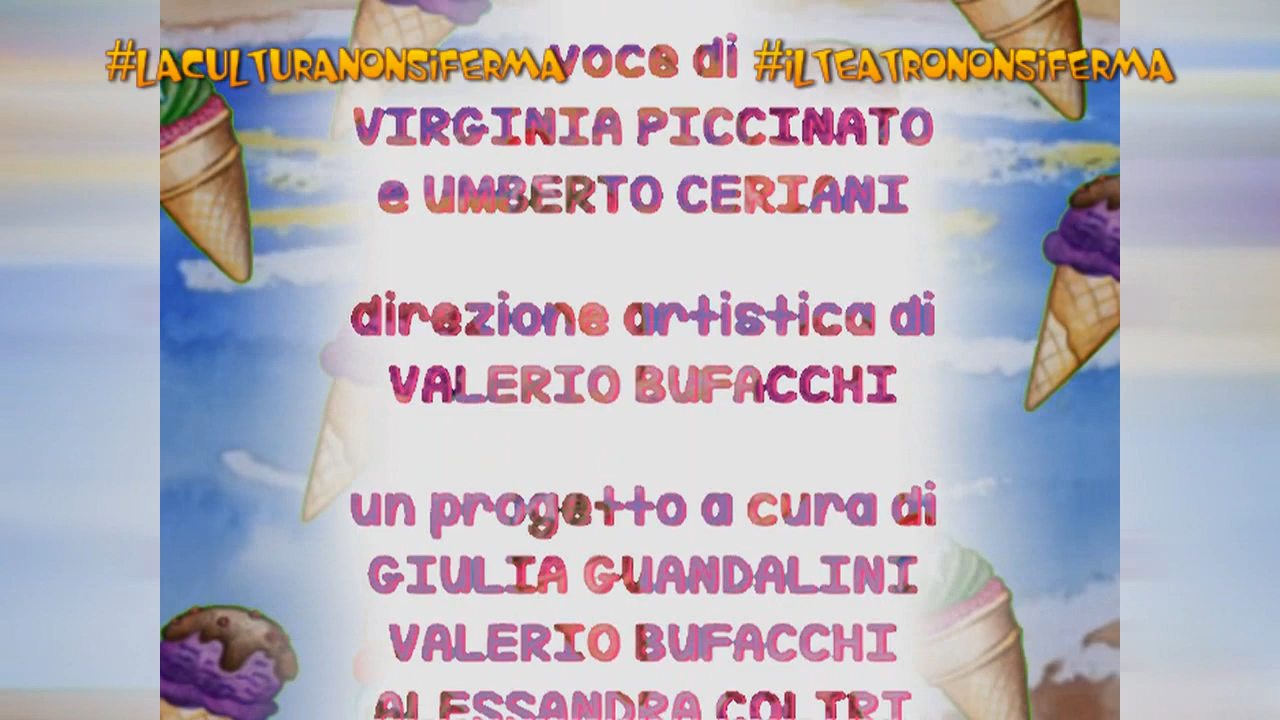 #LACULTURANONSiFERMA voce di #iLTEATRONONSiFERMA
VIRGINIA PICCINATO
e UMBERTO CERIANI
direzione artistica di
VALERIO BUFACCHI
un progetto a cura di
GIULIA GUANDALINI
VALERIO BUFACCHI
ALESSANDRA